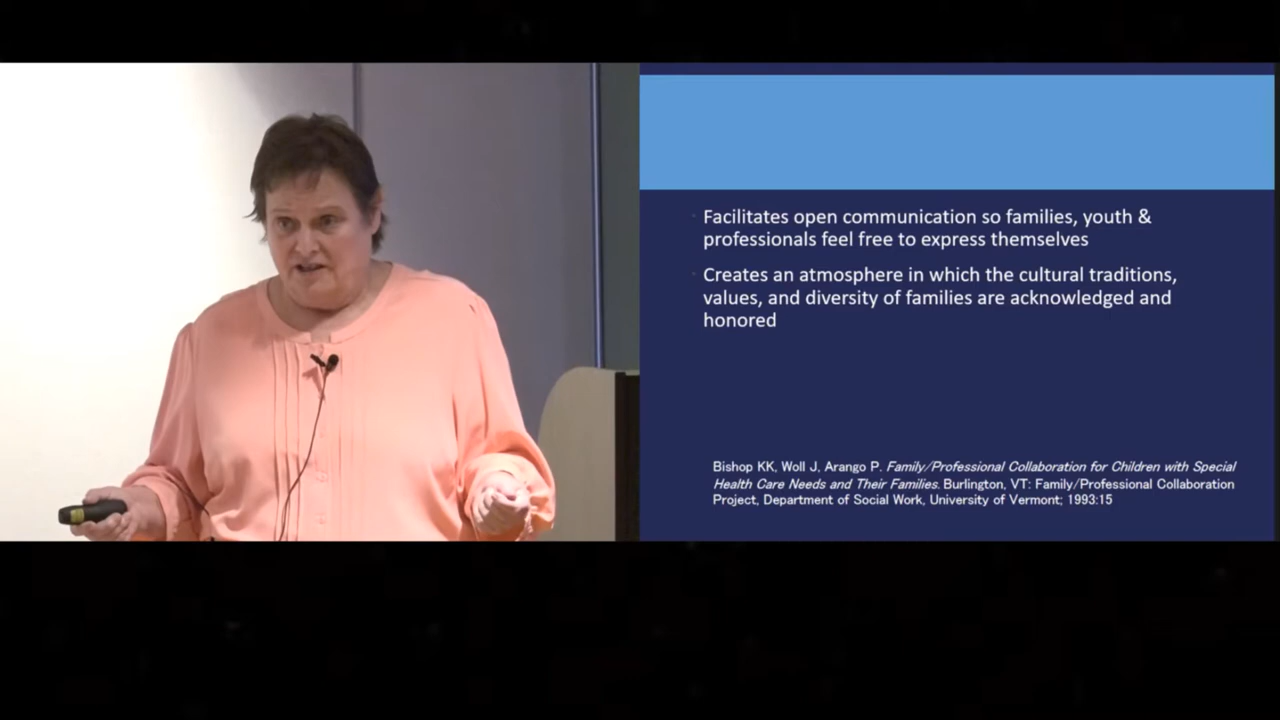 Facilitates open communication so families, youth &
professionals feel free to express themselves
Creates an atmosphere in which the cultural traditions,
values, and diversity of families are acknowledged and
honored
Bishop KK, Woll J, Arango P. Family/Professional Collaboration for Children with Special
Health Care Needs and Their Families. Burlington, VT: Family/Professional Collaboration
Project, Department of Social Work, University of Vermont; 1993:15